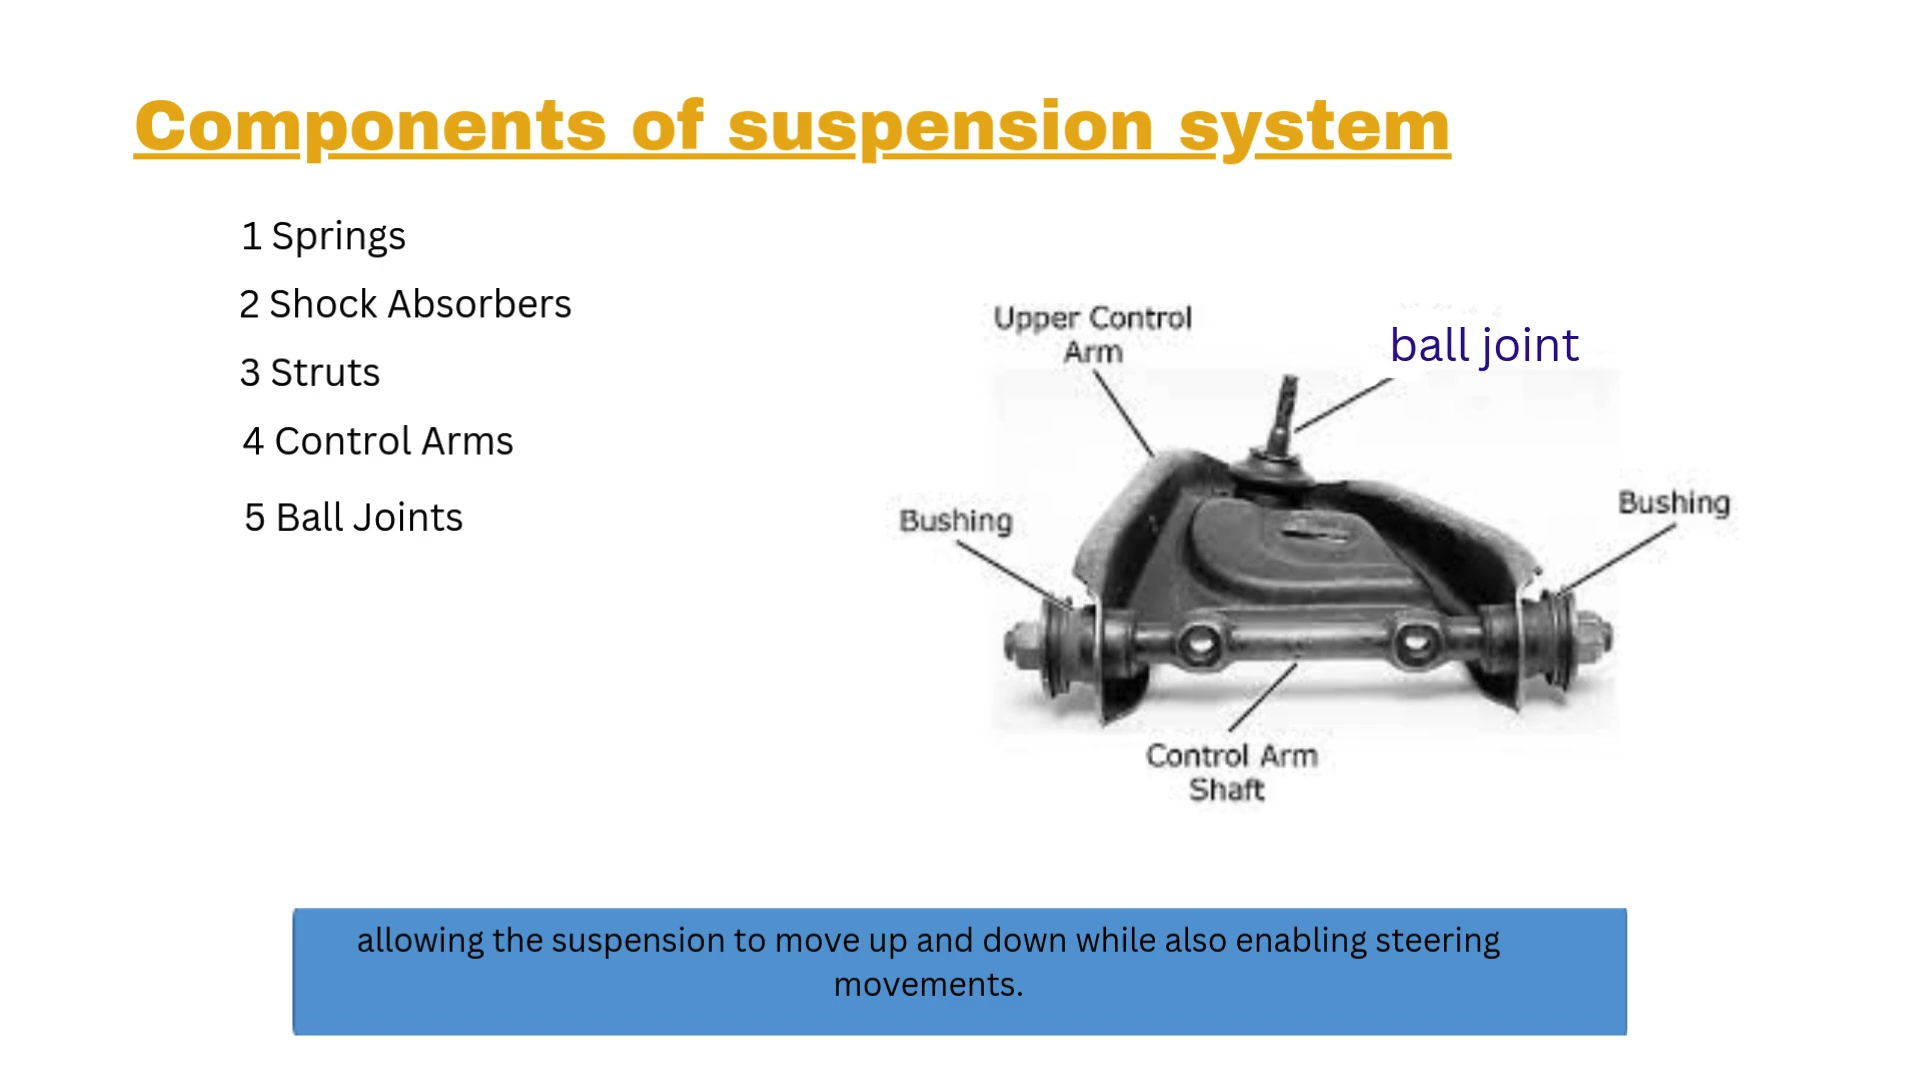 Components of suspension system
1 Springs
2 Shock Absorbers
3 Struts
4 Control Arms
5 Ball Joints
Upper Control
Arm
ball joint
Bushing
Bushing
Control Arm
Shaft
allowing the suspension to move up and down while also enabling steering
movements.